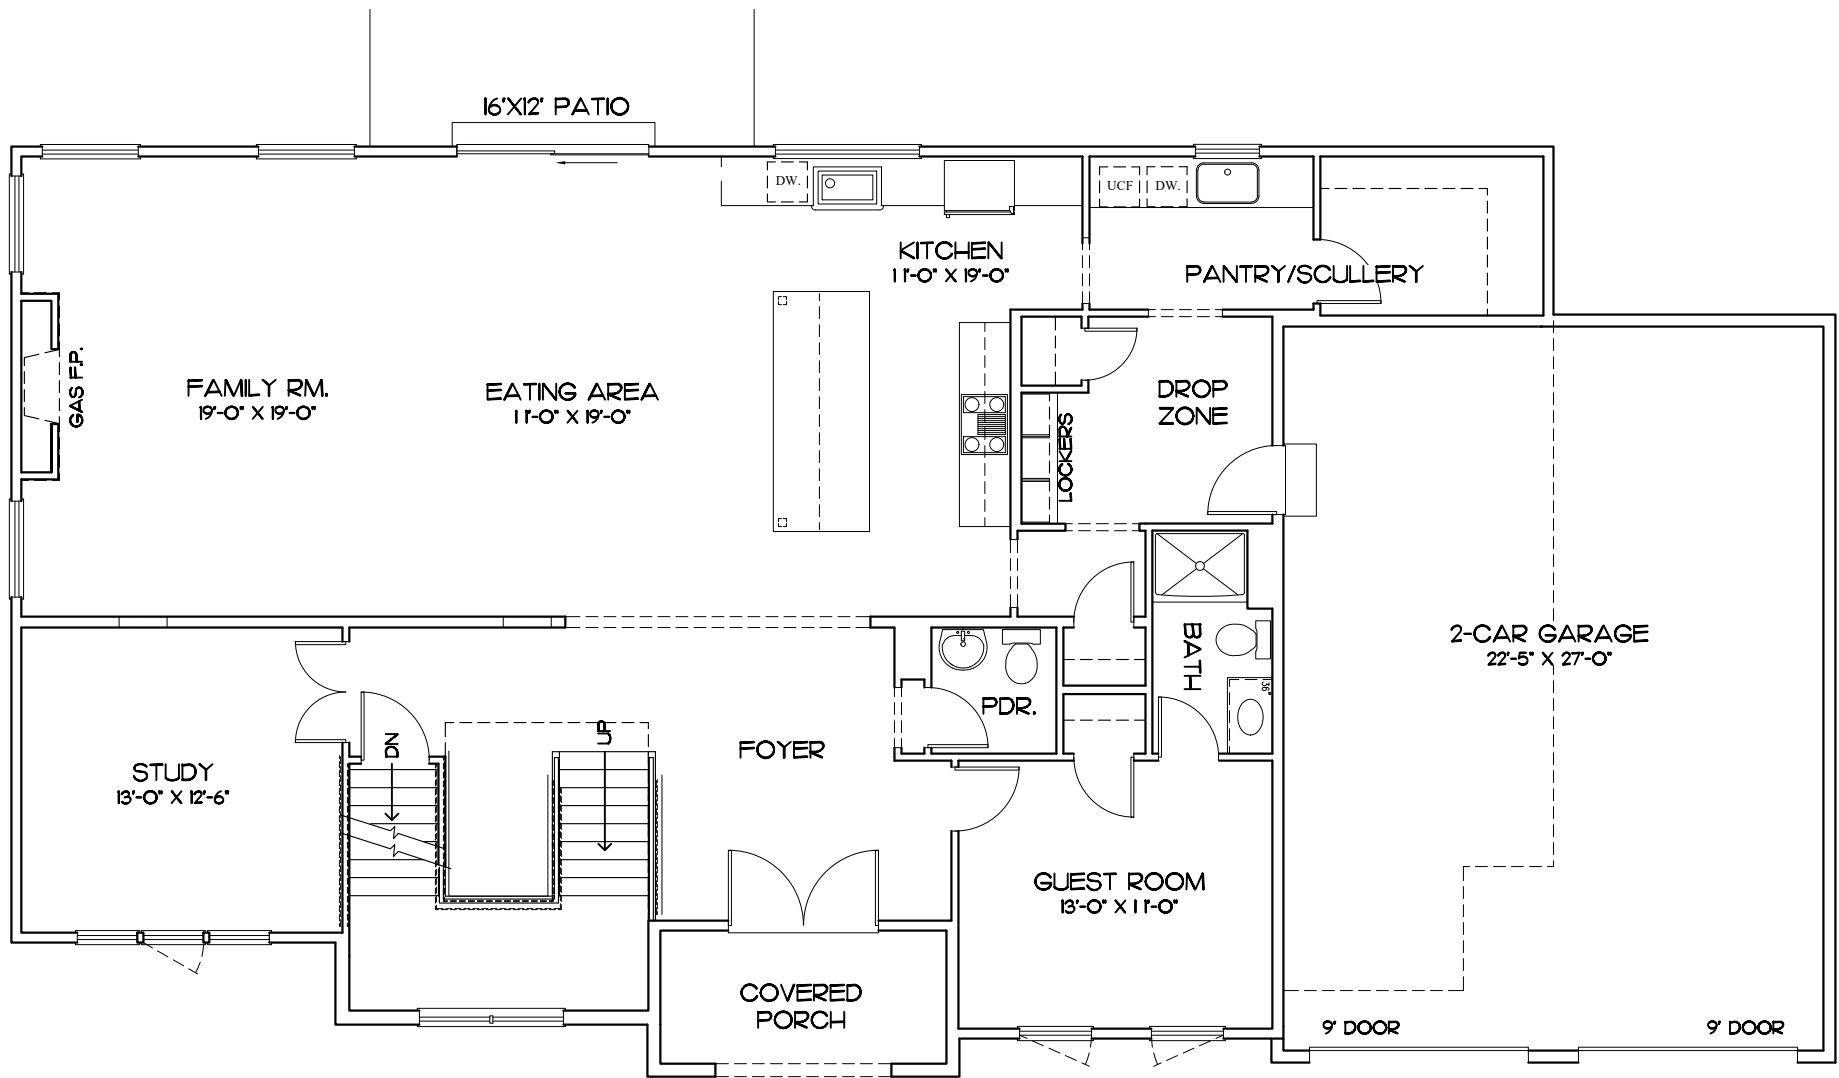 16'X12' PATIO
DW.
UCF
DW.
KITCHEN
11'-0" X 19'-0"
PANTRY/SCULLERY
GAS F.P.
FAMILY RM.
19'-0" X 19'-0"
EATING AREA
11'-0" X 19'-0"
DROP
ZONE
LOCKERS
2-CAR GARAGE
22'-5" X 27'-0"
BATH
36"
PDR.
UP
DN
FOYER
STUDY
13'-0" X 12'-6"
GUEST ROOM
13'-0" X 11'-0"
COVERED
PORCH
9' DOOR
9' DOOR